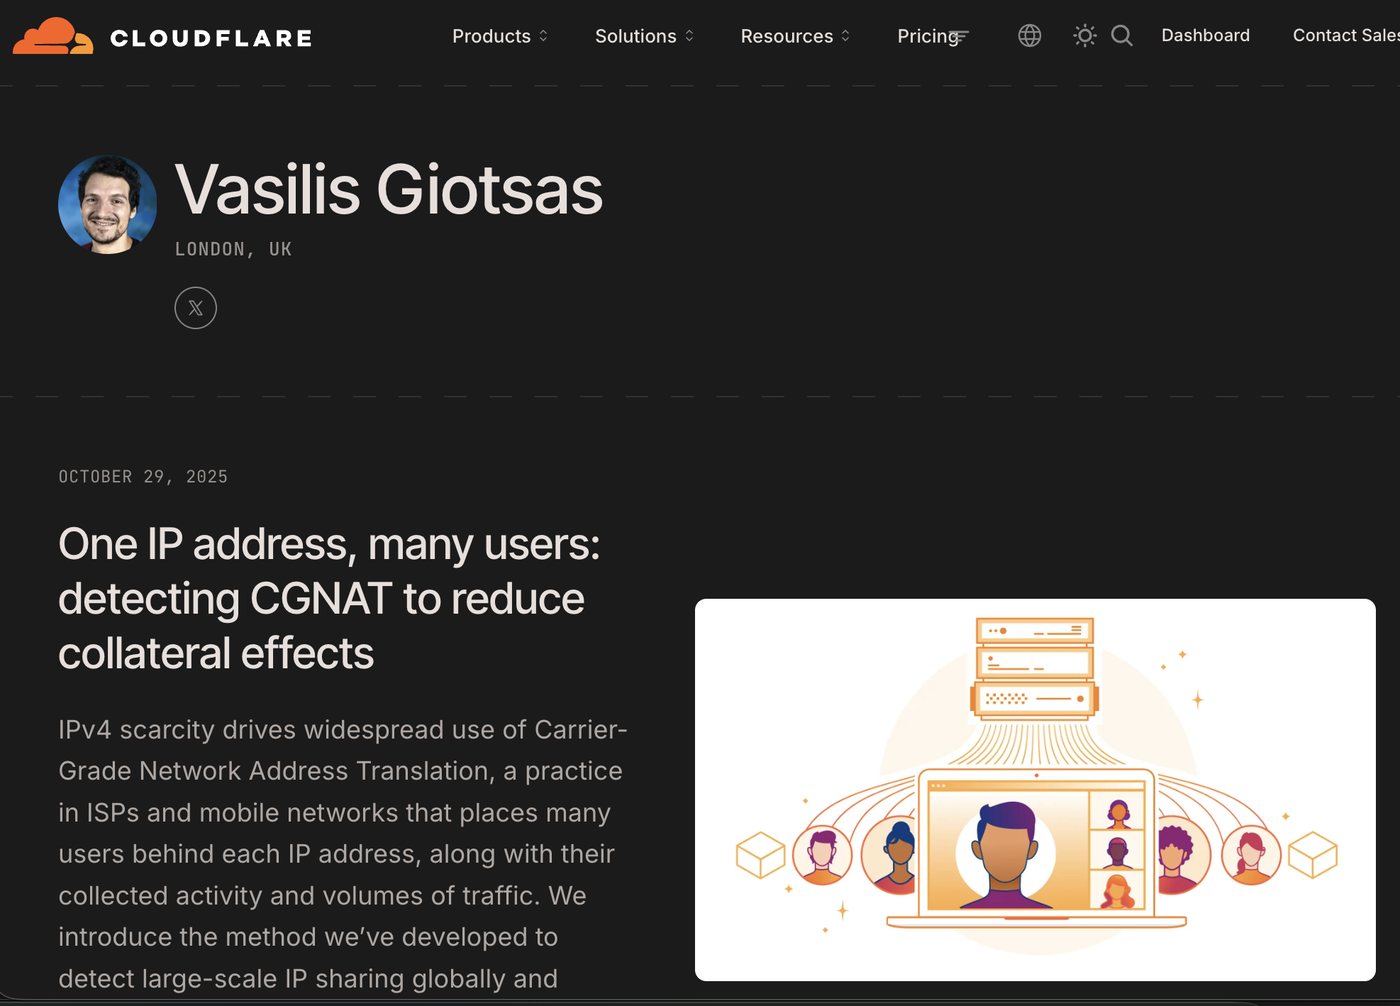 CLOUDFLARE
Products Solutions Resources Pricing Dashboard Contact Sales
Vasilis Giotsas
LONDON, UK
OCTOBER 29, 2025
One IP address, many users:
detecting CGNAT to reduce
collateral effects
IPv4 scarcity drives widespread use of Carrier-
Grade Network Address Translation, a practice
in ISPs and mobile networks that places many
users behind each IP address, along with their
collected activity and volumes of traffic. We
introduce the method we’ve developed to
detect large-scale IP sharing globally and